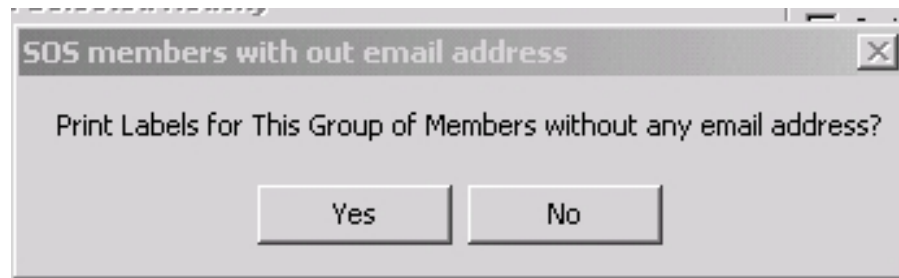 SOS members with out email address
Print Labels for This Group of Members without any email address?
Yes
No